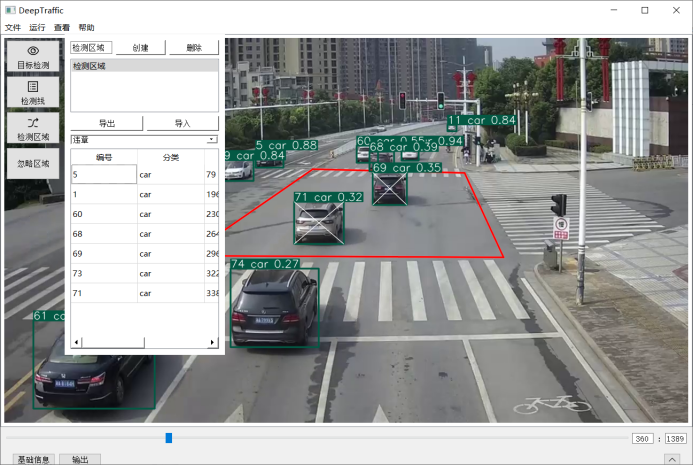 DeepTraffic
文件 运行 查看 帮助
目标检测
检测线
检测区域
忽略区域
检测区域 创建 删除
检测区域
导出 导入
违章
编号 分类
5 car 79
1 car 196
60 car 230
68 car 264
69 car 296
73 car 322
71 car 338
11 car 0.84
5 car 0.88
9 car 0.84
68 car 0.39
69 car 0.35
71 car 0.32
74 car 0.27
61
360 : 1389
基础信息 输出